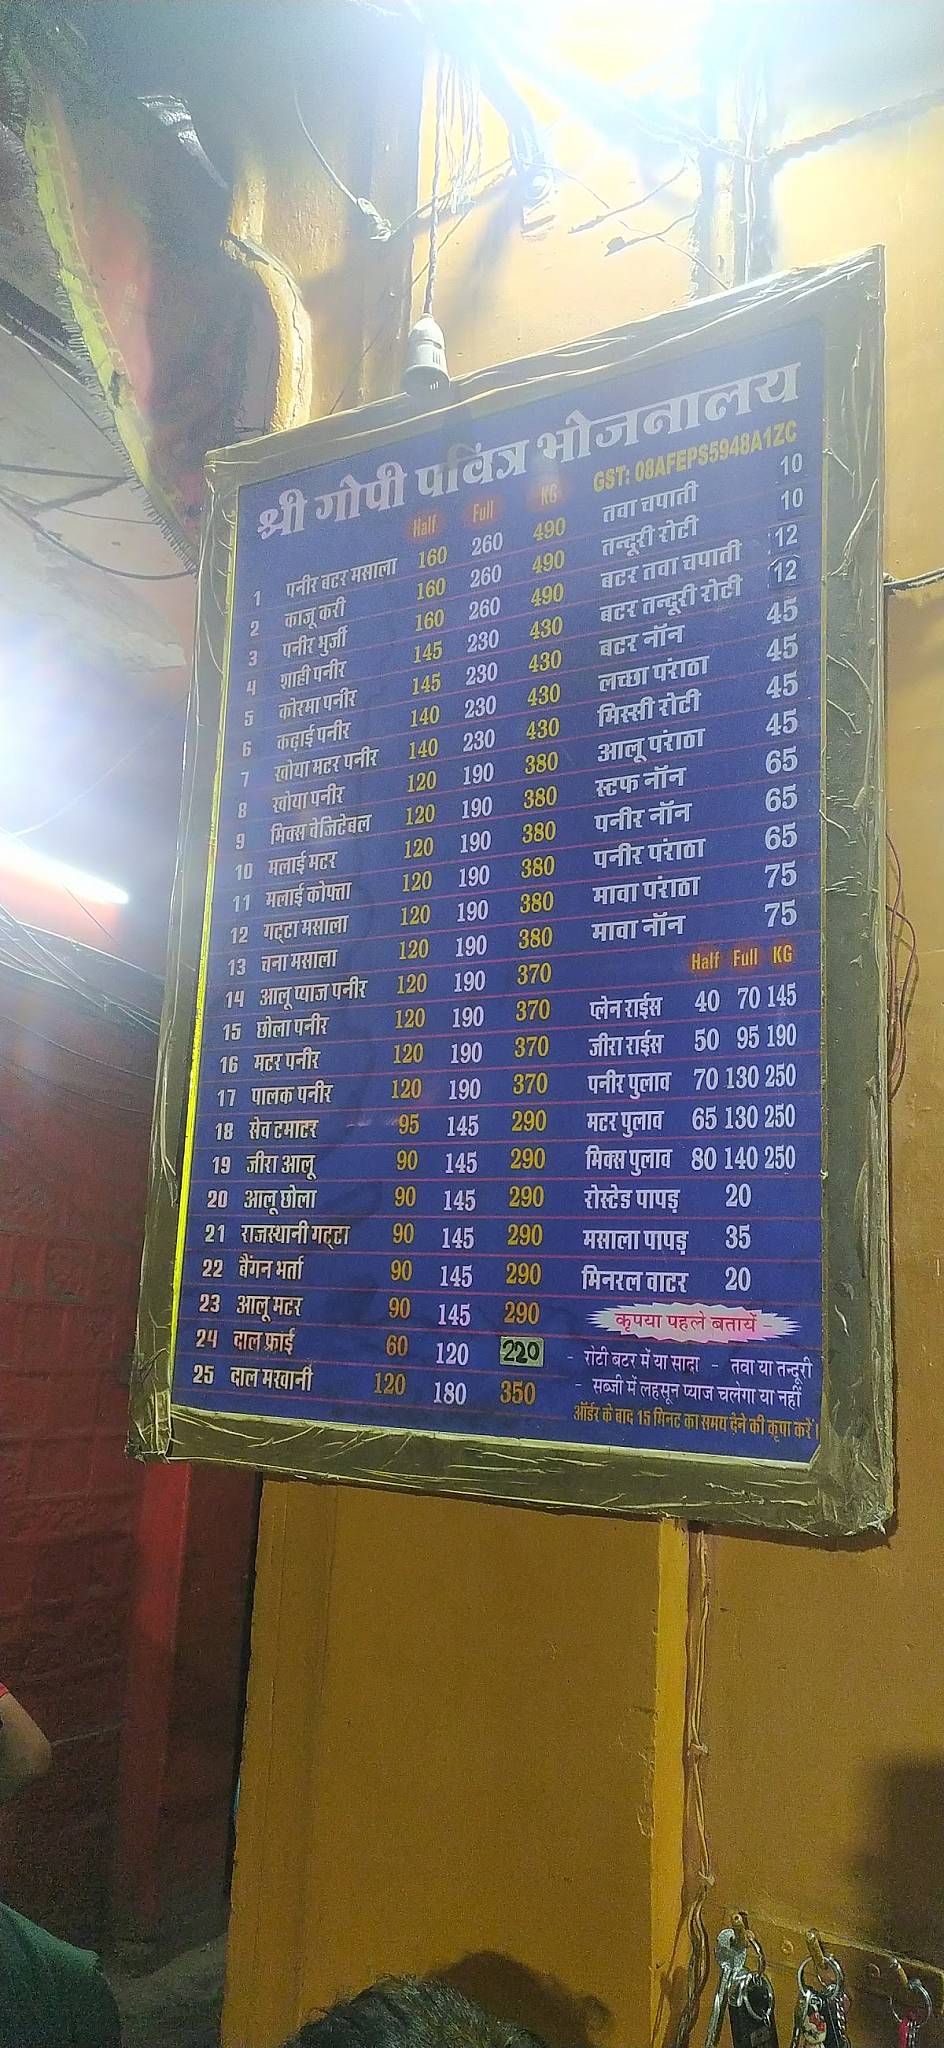 श्री गोपी पवित्र भोजनालय
GST: 08AFEPS5948A1ZC
Half Full KG
1 पनीर बटर मसाला 160 260 490
2 काजू करी 160 260 490
3 पनीर भुर्जी 160 260 490
4 शाही पनीर 145 230 430
5 कोरमा पनीर 145 230 430
6 कढ़ाई पनीर 140 230 430
7 खोया मटर पनीर 140 230 430
8 खोया पनीर 120 190 380
9 मिक्स वेजिटेबल 120 190 380
10 मलाई मटर 120 190 380
11 मलाई कोफ्ता 120 190 380
12 गट्टा मसाला 120 190 380
13 चना मसाला 120 190 380
14 आलू प्याज पनीर 120 190 370
15 छोला पनीर 120 190 370
16 मटर पनीर 120 190 370
17 पालक पनीर 120 190 370
18 सेव टमाटर 95 145 290
19 जीरा आलू 90 145 290
20 आलू छोला 90 145 290
21 राजस्थानी गट्टा 90 145 290
22 बैंगन भर्ता 90 145 290
23 आलू मटर 90 145 290
24 दाल फ्राई 60 120 220
25 दाल मखानी 120 180 350
तवा चपाती 10
तन्दूरी रोटी 10
बटर तवा चपाती 12
बटर तन्दूरी रोटी 12
बटर नॉन 45
लच्छा पंराठा 45
मिस्सी रोटी 45
आलू पंराठा 45
स्टफ नॉन 65
पनीर नॉन 65
पनीर पंराठा 65
मावा पंराठा 75
मावा नॉन 75
Half Full KG
प्लेन राईस 40 70 145
जीरा राईस 50 95 190
पनीर पुलाव 70 130 250
मटर पुलाव 65 130 250
मिक्स पुलाव 80 140 250
रोस्टेड पापड़ 20
मसाला पापड़ 35
मिनरल वाटर 20
कृपया पहले बतायें -
- रोटी बटर में या सादा - तवा या तन्दूरी
- सब्जी में लहसून प्याज चलेगा या नहीं
ऑर्डर के बाद 15 मिनट का समय देने की कृपा करें।